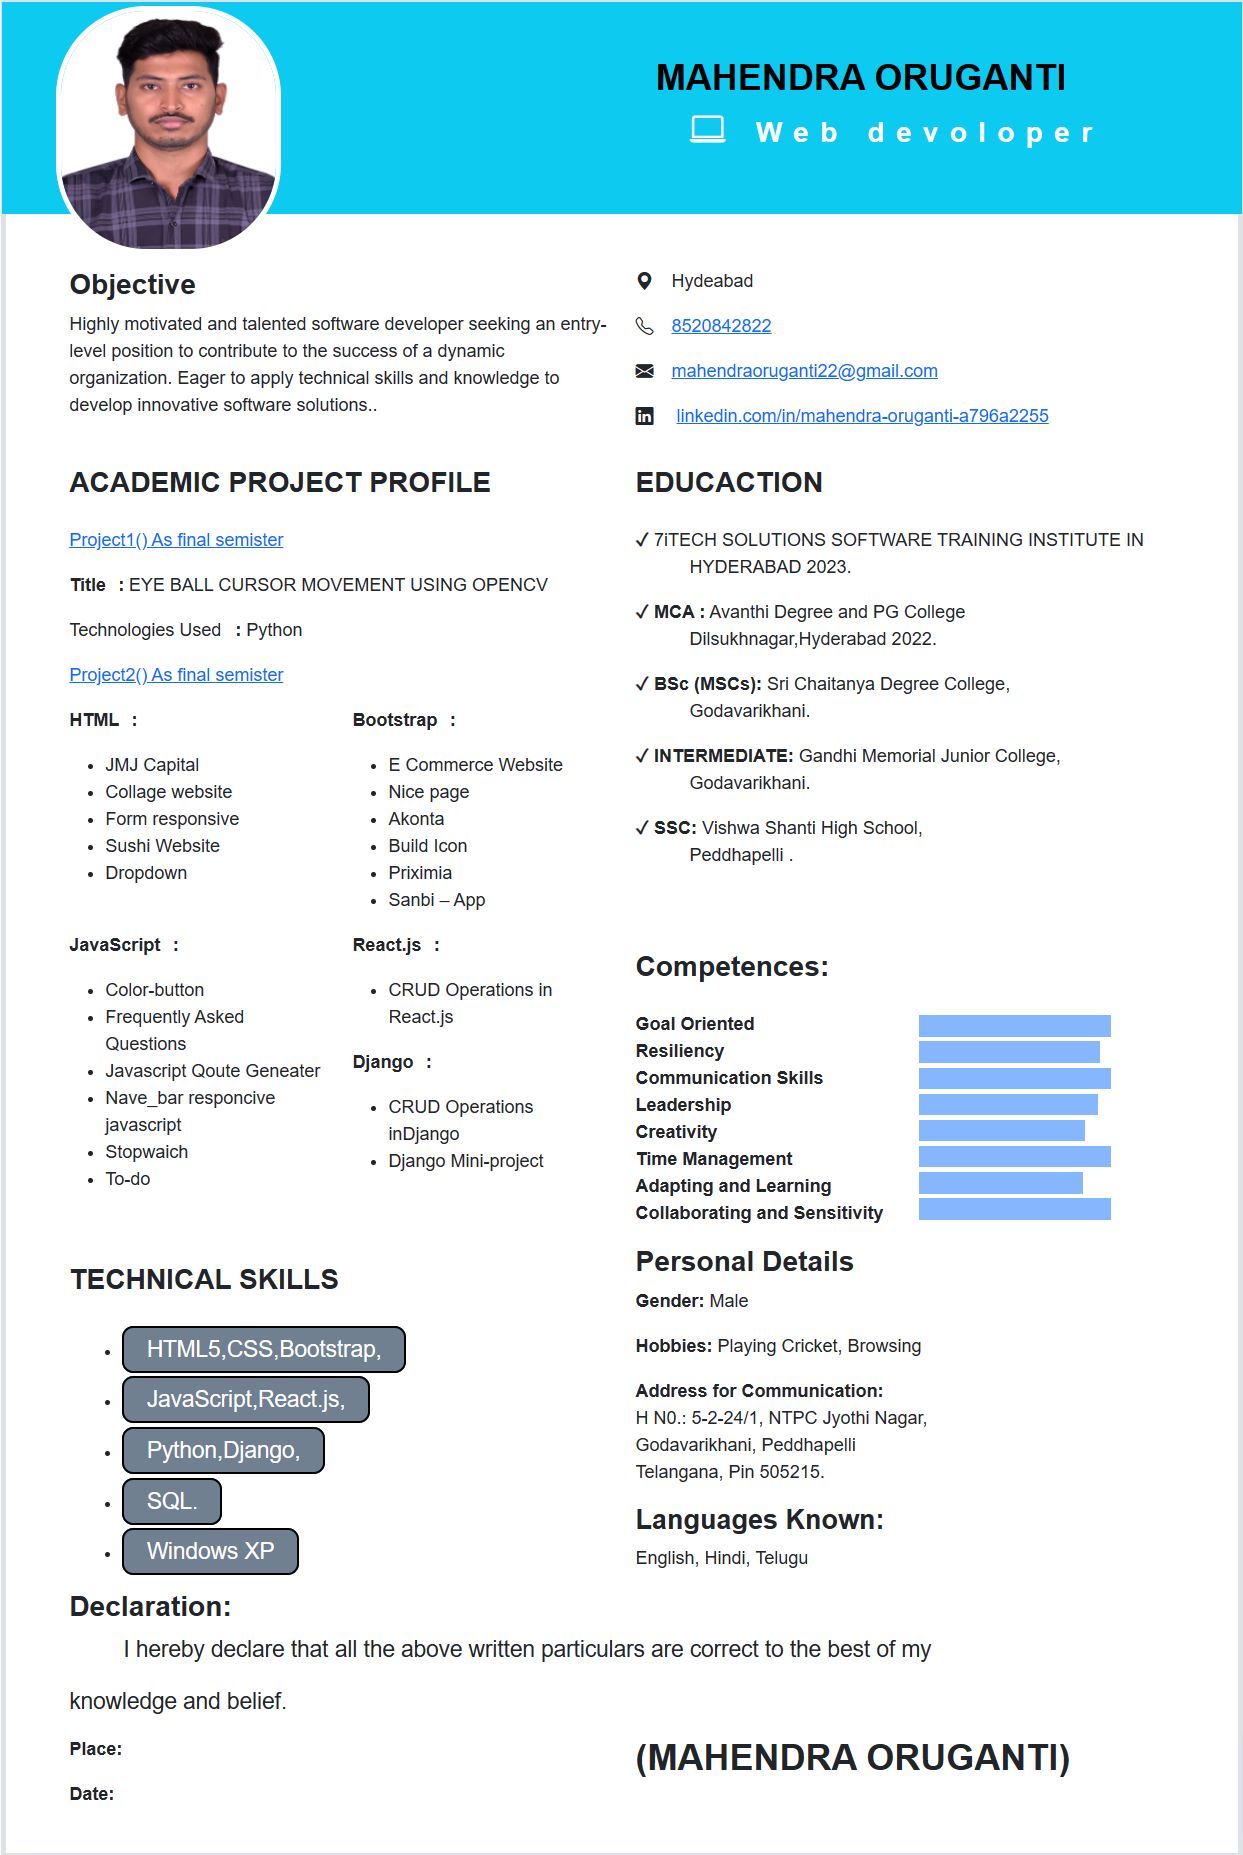 MAHENDRA ORUGANTI
Web devoloper
Objective
Highly motivated and talented software developer seeking an entry-
level position to contribute to the success of a dynamic
organization. Eager to apply technical skills and knowledge to
develop innovative software solutions..
Hydeabad
8520842822
mahendraoruganti22@gmail.com
linkedin.com/in/mahendra-oruganti-a796a2255
ACADEMIC PROJECT PROFILE
Project1() As final semister
Title : EYE BALL CURSOR MOVEMENT USING OPENCV
Technologies Used : Python
Project2() As final semister
HTML :
JMJ Capital
Collage website
Form responsive
Sushi Website
Dropdown
Bootstrap :
E Commerce Website
Nice page
Akonta
Build Icon
Priximia
Sanbi – App
JavaScript :
Color-button
Frequently Asked
Questions
Javascript Qoute Geneater
Nave_bar responcive
javascript
Stopwaich
To-do
React.js :
CRUD Operations in
React.js
Django :
CRUD Operations
inDjango
Django Mini-project
EDUCACTION
✓ 7iTECH SOLUTIONS SOFTWARE TRAINING INSTITUTE IN
HYDERABAD 2023.
✓ MCA : Avanthi Degree and PG College
Dilsukhnagar,Hyderabad 2022.
✓ BSc (MSCs): Sri Chaitanya Degree College,
Godavarikhani.
✓ INTERMEDIATE: Gandhi Memorial Junior College,
Godavarikhani.
✓ SSC: Vishwa Shanti High School,
Peddhapelli .
Competences:
Goal Oriented
Resiliency
Communication Skills
Leadership
Creativity
Time Management
Adapting and Learning
Collaborating and Sensitivity
TECHNICAL SKILLS
HTML5,CSS,Bootstrap,
JavaScript,React.js,
Python,Django,
SQL.
Windows XP
Personal Details
Gender: Male
Hobbies: Playing Cricket, Browsing
Address for Communication:
H N0.: 5-2-24/1, NTPC Jyothi Nagar,
Godavarikhani, Peddhapelli
Telangana, Pin 505215.
Languages Known:
English, Hindi, Telugu
Declaration:
I hereby declare that all the above written particulars are correct to the best of my
knowledge and belief.
Place:
Date:
(MAHENDRA ORUGANTI)